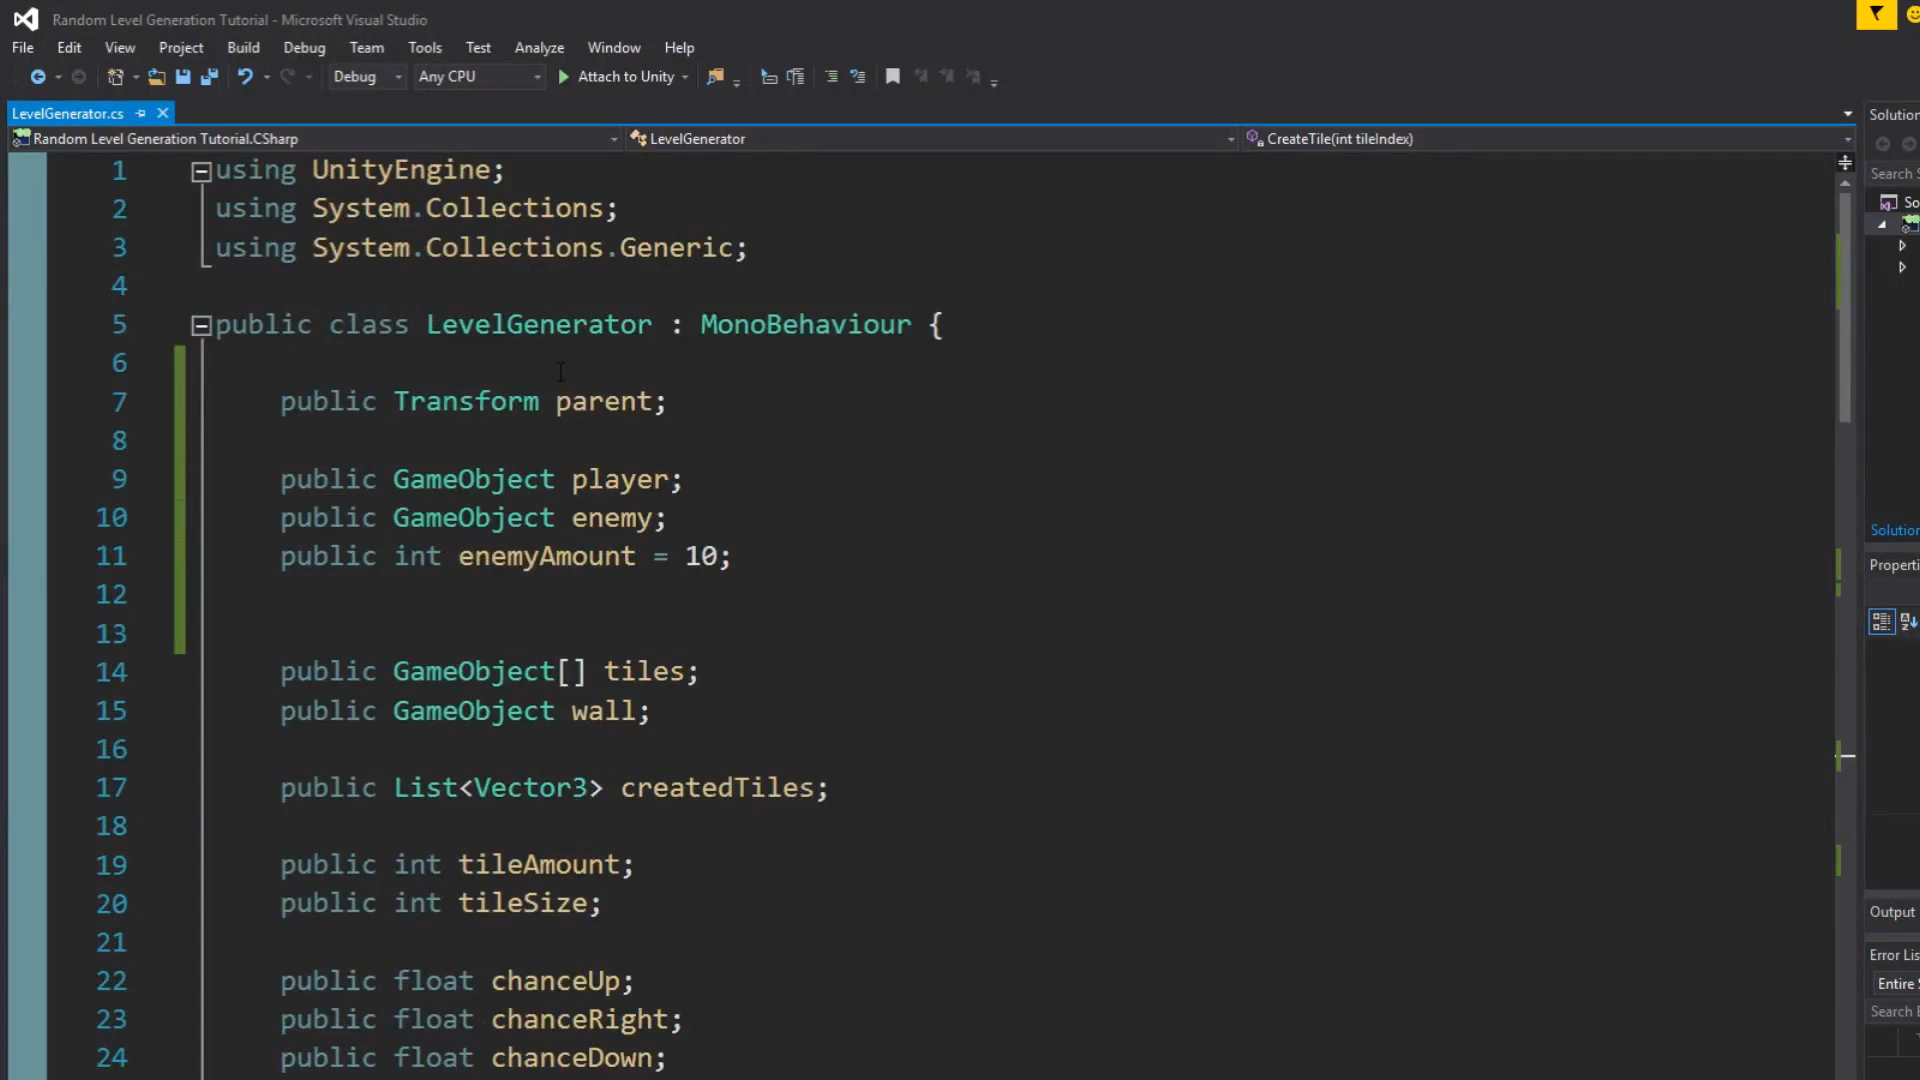 Random Level Generation Tutorial - Microsoft Visual Studio
File Edit View Project Build Debug Team Tools Test Analyze Window Help
Debug Any CPU Attach to Unity
LevelGenerator.cs
Random Level Generation Tutorial.CSharp LevelGenerator CreateTile(int tileIndex)
Solution
Search S
So
1 using UnityEngine;
2 using System.Collections;
3 using System.Collections.Generic;
4
5 public class LevelGenerator : MonoBehaviour {
6
7 public Transform parent;
8
9 public GameObject player;
10 public GameObject enemy;
11 public int enemyAmount = 10;
12
13
14 public GameObject[] tiles;
15 public GameObject wall;
16
17 public List<Vector3> createdTiles;
18
19 public int tileAmount;
20 public int tileSize;
21
22 public float chanceUp;
23 public float chanceRight;
24 public float chanceDown;
Solution
Properti
Output
Error Lis
Entire S
Search E